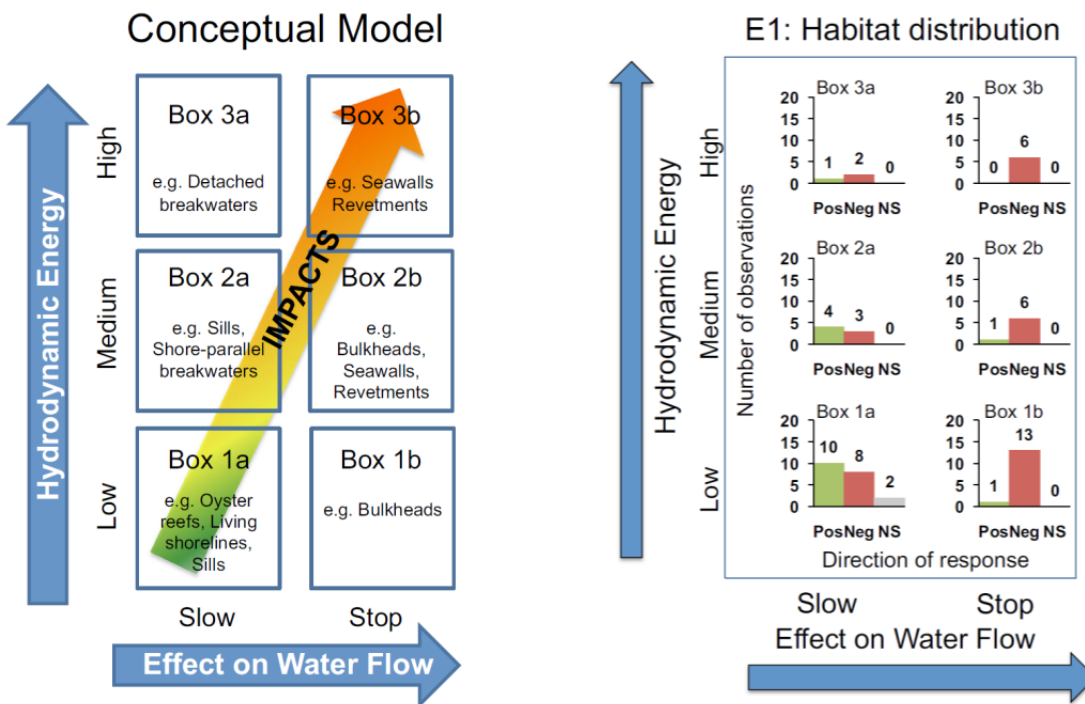 Conceptual Model
Hydrodynamic Energy
High
Medium
Low
Box 3a
e.g. Detached
breakwaters
Box 3b
e.g. Seawalls
Revetments
IMPACTS
Box 2a
e.g. Sills,
Shore-parallel
breakwaters
Box 2b
e.g.
Bulkheads,
Seawalls,
Revetments
Box 1a
e.g. Oyster
reefs, Living
shorelines,
Sills
Box 1b
e.g. Bulkheads
Slow
Stop
Effect on Water Flow
E1: Habitat distribution
Hydrodynamic Energy
High
Medium
Low
Number of observations
Box 3a
20
15
10
5
0
1
2
0
PosNeg NS
Box 3b
20
15
10
5
0
0
6
0
PosNeg NS
Box 2a
20
15
10
5
0
4
3
0
PosNeg NS
Box 2b
20
15
10
5
0
1
6
0
PosNeg NS
Box 1a
20
15
10
5
0
10
8
2
PosNeg NS
Box 1b
20
15
10
5
0
1
13
0
PosNeg NS
Direction of response
Slow
Stop
Effect on Water Flow